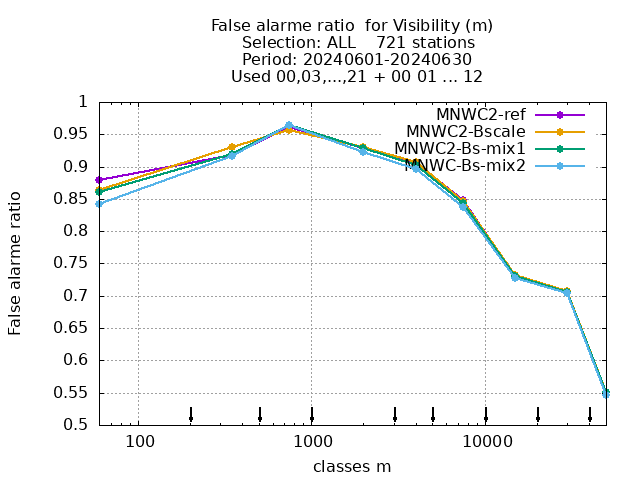 False alarme ratio  for Visibility (m)
Selection: ALL    721 stations
Period: 20240601-20240630
Used 00,03,...,21 + 00 01 ... 12
MNWC2-ref
MNWC2-Bscale
MNWC2-Bs-mix1
MNWC-Bs-mix2
False alarme ratio
1
0.95
0.9
0.85
0.8
0.75
0.7
0.65
0.6
0.55
0.5
100 1000 10000
classes m